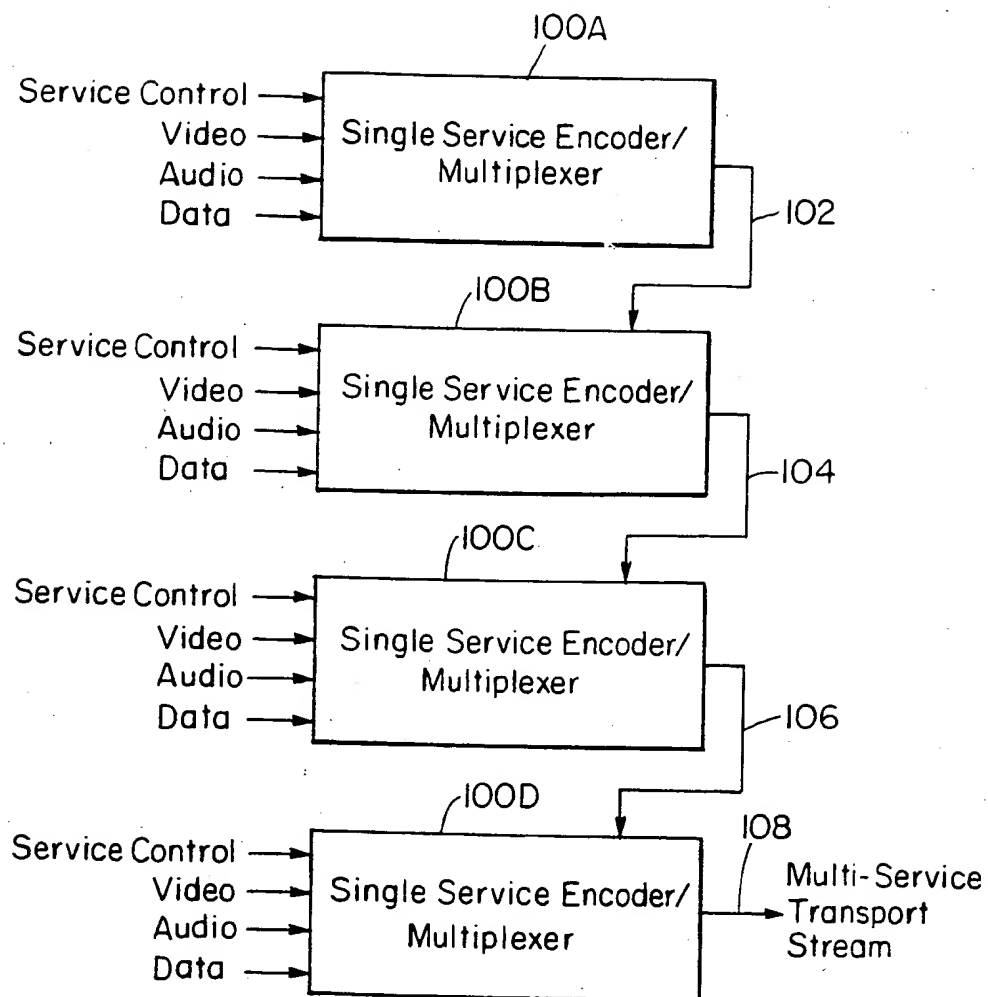 100A
Service Control
Video
Audio
Data
Single Service Encoder/
Multiplexer
102
100B
Service Control
Video
Audio
Data
Single Service Encoder/
Multiplexer
104
100C
Service Control
Video
Audio
Data
Single Service Encoder/
Multiplexer
106
100D
Service Control
Video
Audio
Data
Single Service Encoder/
Multiplexer
108
Multi-Service
Transport
Stream